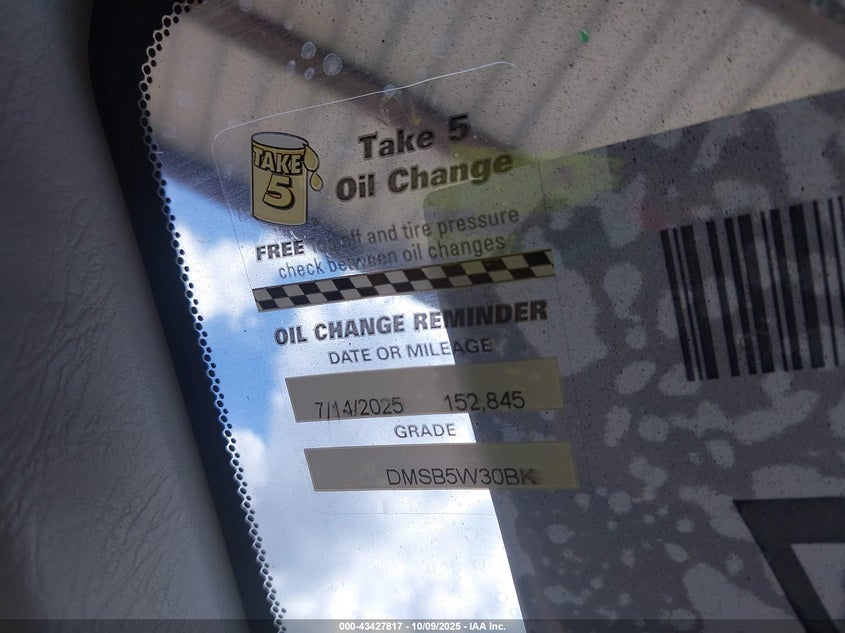 TAKE
5
Take 5
Oil Change
FREE off and tire pressure
check between oil changes
OIL CHANGE REMINDER
DATE OR MILEAGE
7/14/2025 152,845
GRADE
DMSB5W30BK
000-43427817 - 10/09/2025 - IAA Inc.